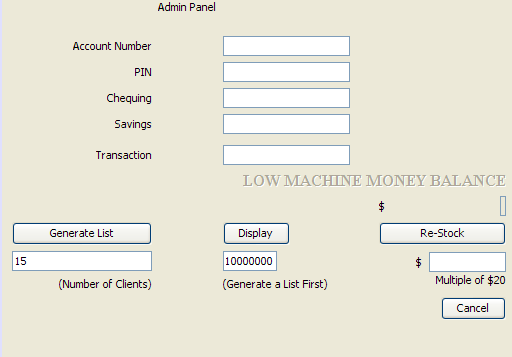 Admin Panel
Account Number
PIN
Chequing
Savings
Transaction
LOW MACHINE MONEY BALANCE
$
Generate List Display Re-Stock
15 10000000 $
(Number of Clients) (Generate a List First) Multiple of $20
Cancel